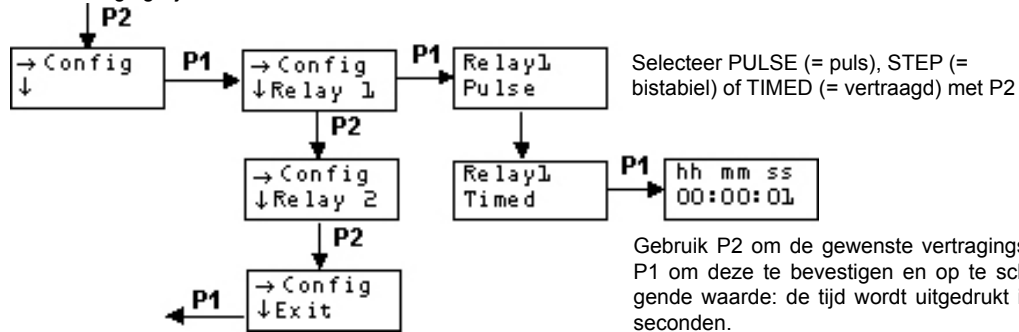 P2
→ Config
↓
P1
→ Config
↓Relay 1
P1
Relay1
Pulse
Selecteer PULSE (= puls), STEP (=
bistabiel) of TIMED (= vertraagd) met P2
P2
→ Config
↓Relay 2
Relay1
Timed
P1
hh mm ss
00:00:01
P2
→ Config
↓Exit
P1
Gebruik P2 om de gewenste
P1 om deze te bevestigen en op te
gende waarde: de tijd wordt uitgedrukt
seconden.